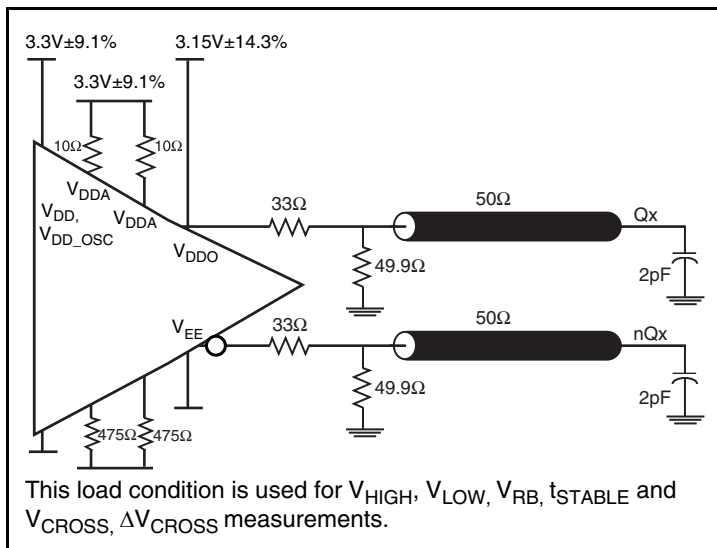 3.3V±9.1%
3.15V±14.3%
3.3V±9.1%
10Ω
10Ω
VDDA
VDD,
VDDA
VDD_OSC
VDDO
33Ω
50Ω
Qx
49.9Ω
2pF
VEE
33Ω
50Ω
nQx
49.9Ω
2pF
475Ω
475Ω
This load condition is used for VHIGH, VLOW, VRB, tSTABLE and
VCROSS, ΔVCROSS measurements.